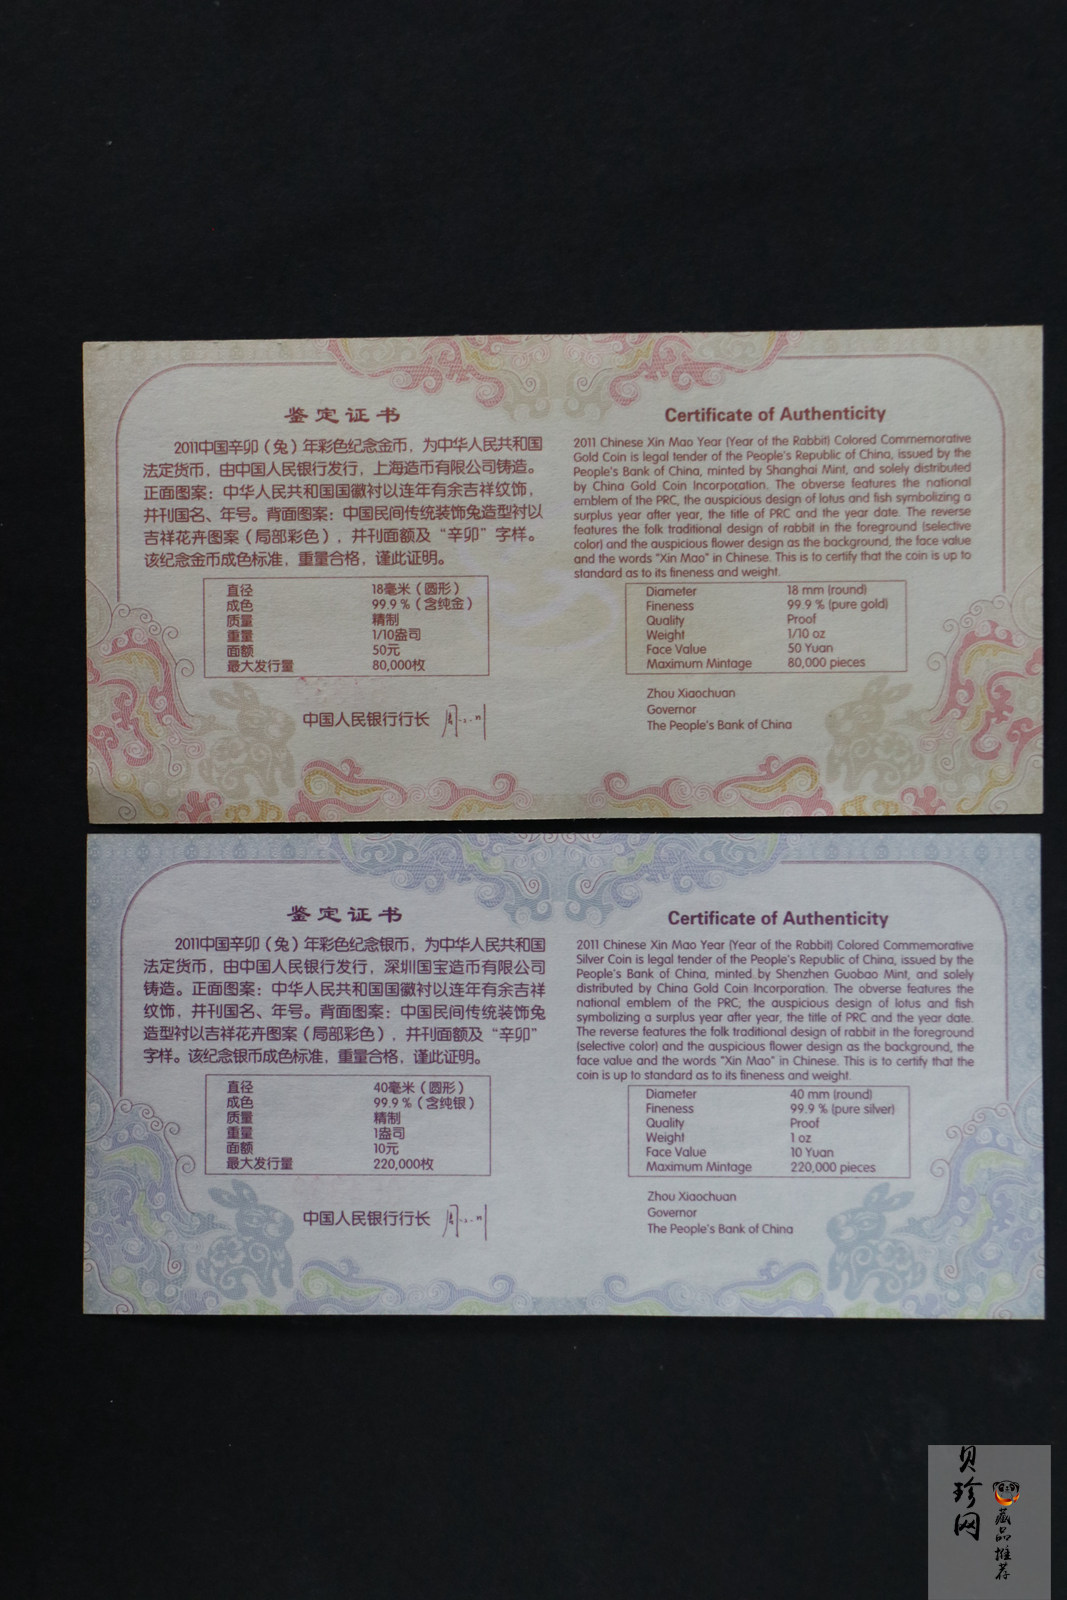 鉴定证书
2011中国辛卯（兔）年彩色纪念金币，为中华人民共和国
法定货币，由中国人民银行发行，上海造币有限公司铸造。
正面图案：中华人民共和国国徽衬以连年有余吉祥纹饰，
并刊国名、年号。背面图案：中国民间传统装饰兔造型衬以
吉祥花卉图案（局部彩色），并刊面额及“辛卯”字样。
该纪念金币成色标准，重量合格，谨此证明。
直径 18毫米（圆形）
成色 99.9％（含纯金）
质量 精制
重量 1/10盎司
面额 50元
最大发行量 80,000枚
中国人民银行行长
Certificate of Authenticity
2011 Chinese Xin Mao Year (Year of the Rabbit) Colored Commemorative
Gold Coin is legal tender of the People's Republic of China, issued by the
People's Bank of China, minted by Shanghai Mint, and solely distributed
by China Gold Coin Incorporation. The obverse features the national
emblem of the PRC, the auspicious design of lotus and fish symbolizing a
surplus year after year, the title of PRC and the year date. The reverse
features the folk traditional design of rabbit in the foreground (selective
color) and the auspicious flower design as the background, the face value
and the words "Xin Mao" in Chinese. This is to certify that the coin is up to
standard as to its fineness and weight.
Diameter 18 mm (round)
Fineness 99.9 % (pure gold)
Quality Proof
Weight 1/10 oz
Face Value 50 Yuan
Maximum Mintage 80,000 pieces
Zhou Xiaochuan
Governor
The People's Bank of China
鉴定证书
2011中国辛卯（兔）年彩色纪念银币，为中华人民共和国
法定货币，由中国人民银行发行，深圳国宝造币有限公司
铸造。正面图案：中华人民共和国国徽衬以连年有余吉祥
纹饰，并刊国名、年号。背面图案：中国民间传统装饰兔
造型衬以吉祥花卉图案（局部彩色），并刊面额及“辛卯”
字样。该纪念银币成色标准，重量合格，谨此证明。
直径 40毫米（圆形）
成色 99.9％（含纯银）
质量 精制
重量 1盎司
面额 10元
最大发行量 220,000枚
中国人民银行行长
Certificate of Authenticity
2011 Chinese Xin Mao Year (Year of the Rabbit) Colored Commemorative
Silver Coin is legal tender of the People's Republic of China, issued by the
People's Bank of China, minted by Shenzhen Guobao Mint, and solely
distributed by China Gold Coin Incorporation. The obverse features the
national emblem of the PRC, the auspicious design of lotus and fish
symbolizing a surplus year after year, the title of PRC and the year date.
The reverse features the folk traditional design of rabbit in the foreground
(selective color) and the auspicious flower design as the background, the
face value and the words "Xin Mao" in Chinese. This is to certify that the
coin is up to standard as to its fineness and weight.
Diameter 40 mm (round)
Fineness 99.9 % (pure silver)
Quality Proof
Weight 1 oz
Face Value 10 Yuan
Maximum Mintage 220,000 pieces
Zhou Xiaochuan
Governor
The People's Bank of China
贝珍网
藏品推荐